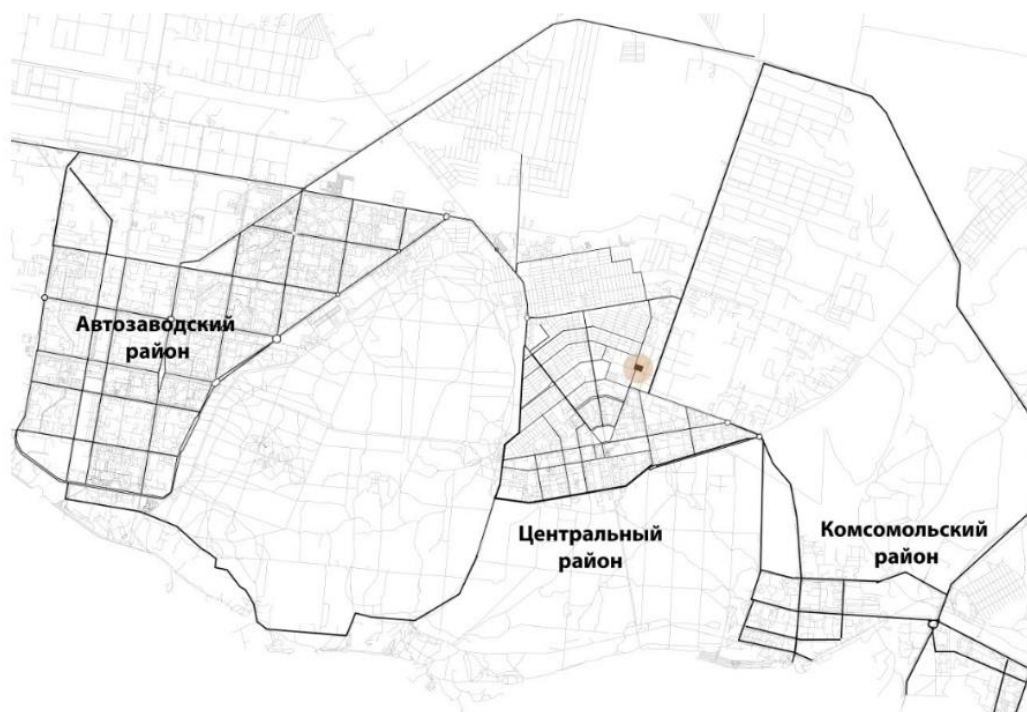 Автозаводский
район
Центральный
район
Комсомольский
район